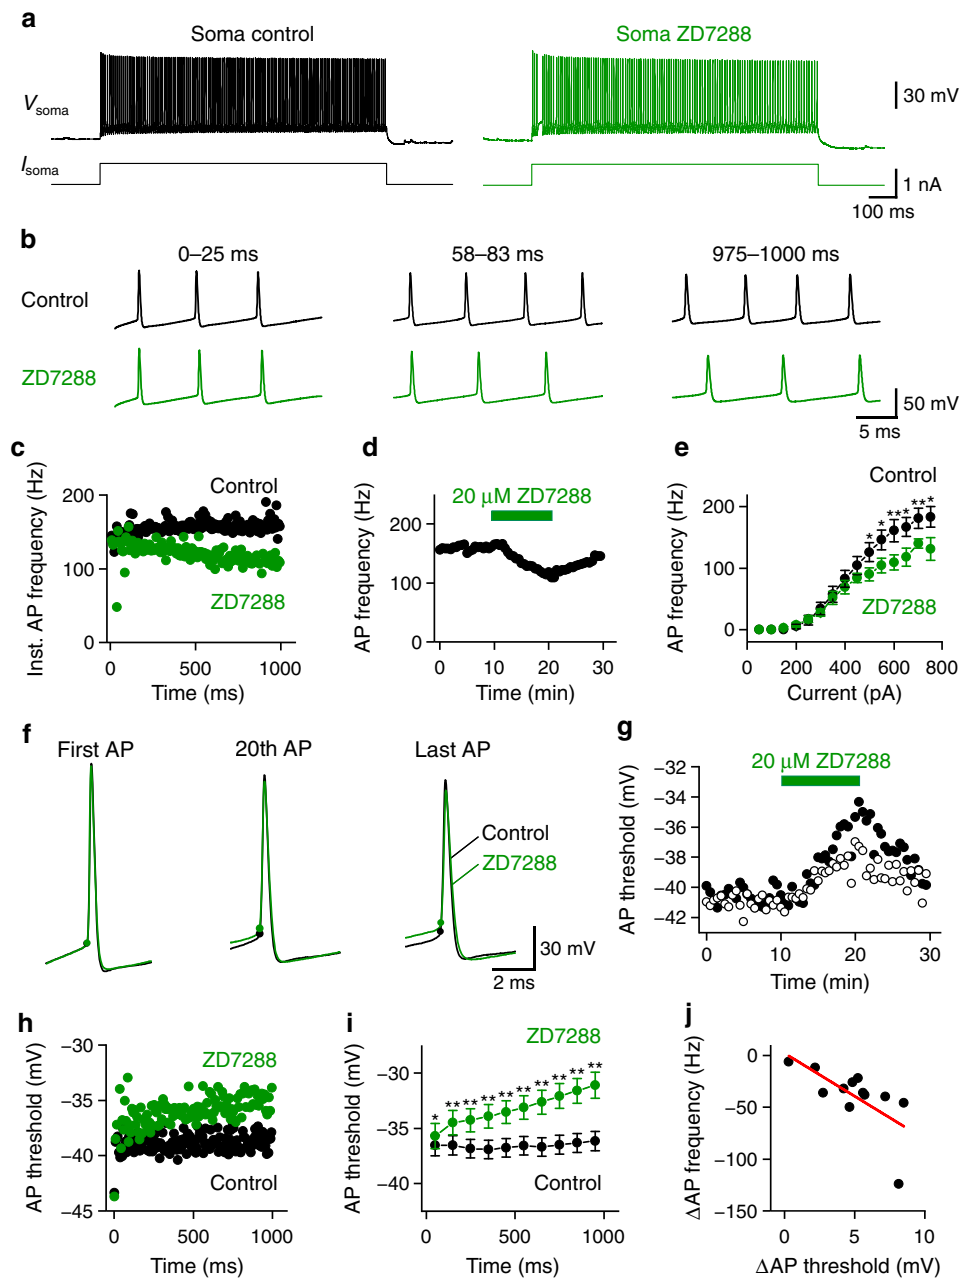 a
Soma control
Soma ZD7288
Vsoma
30 mV
Isoma
1 nA
100 ms
b
0–25 ms
58–83 ms
975–1000 ms
Control
ZD7288
50 mV
5 ms
c
Inst. AP frequency (Hz)
200
100
0
Control
ZD7288
0
500
1000
Time (ms)
d
AP frequency (Hz)
200
100
0
20 μM ZD7288
0
10
20
30
Time (min)
e
Control
AP frequency (Hz)
200
100
0
* * ** * ** *
ZD7288
0
200
400
600
800
Current (pA)
f
First AP
20th AP
Last AP
Control
ZD7288
30 mV
2 ms
g
AP threshold (mV)
−32
−34
−36
−38
−40
−42
20 μM ZD7288
0
10
20
30
Time (min)
h
AP threshold (mV)
−30
−35
−40
−45
ZD7288
Control
0
500
1000
Time (ms)
i
ZD7288
AP threshold (mV)
−30
−35
−40
* ** ** ** ** ** ** ** ** **
Control
0
500
1000
Time (ms)
j
ΔAP frequency (Hz)
0
−50
−100
−150
0
5
10
ΔAP threshold (mV)